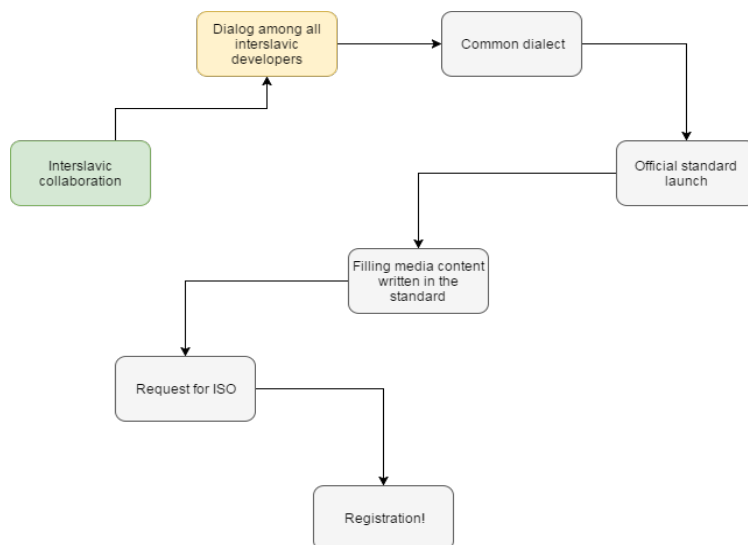 Dialog among all
interslavic
developers
Common dialect
Interslavic
collaboration
Official standard
launch
Filling media content
written in the
standard
Request for ISO
Registration!